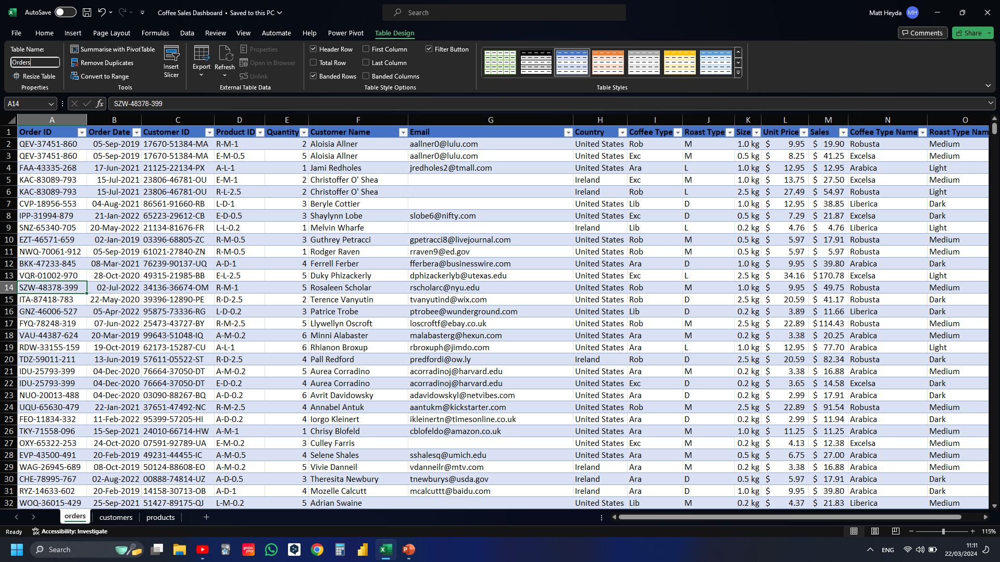 AutoSave Coffee Sales Dashboard • Saved to this PC Search Matt Heyda MH
File Home Insert Page Layout Formulas Data Review View Automate Help Power Pivot Table Design Comments Share
Table Name: Summarise with PivotTable Properties Header Row First Column Filter Button
Orders Remove Duplicates Insert Slicer Export Refresh Open in Browser Total Row Last Column
Resize Table Convert to Range Unlink Banded Rows Banded Columns
Properties Tools External Table Data Table Style Options Table Styles
A14 fx SZW-48378-399
A B C D E F G H I J K L M N O
1 Order ID Order Date Customer ID Product ID Quantity Customer Name Email Country Coffee Type Roast Type Size Unit Price Sales Coffee Type Name Roast Type Nam
2 QEV-37451-860 05-Sep-2019 17670-51384-MA R-M-1 2 Aloisia Allner aallner0@lulu.com United States Rob M 1.0 kg $ 9.95 $ 19.90 Robusta Medium
3 QEV-37451-860 05-Sep-2019 17670-51384-MA E-M-0.5 5 Aloisia Allner aallner0@lulu.com United States Exc M 0.5 kg $ 8.25 $ 41.25 Excelsa Medium
4 FAA-43335-268 17-Jun-2021 21125-22134-PX A-L-1 1 Jami Redholes jredholes2@tmall.com United States Ara L 1.0 kg $ 12.95 $ 12.95 Arabica Light
5 KAC-83089-793 15-Jul-2021 23806-46781-OU E-M-1 2 Christoffer O' Shea Ireland Exc M 1.0 kg $ 13.75 $ 27.50 Excelsa Medium
6 KAC-83089-793 15-Jul-2021 23806-46781-OU R-L-2.5 2 Christoffer O' Shea Ireland Rob L 2.5 kg $ 27.49 $ 54.97 Robusta Light
7 CVP-18956-553 04-Aug-2021 86561-91660-RB L-D-1 3 Beryle Cottier United States Lib D 1.0 kg $ 12.95 $ 38.85 Liberica Dark
8 IPP-31994-879 21-Jan-2022 65223-29612-CB E-D-0.5 3 Shaylynn Lobe slobe6@nifty.com United States Exc D 0.5 kg $ 7.29 $ 21.87 Excelsa Dark
9 SNZ-65340-705 20-May-2022 21134-81676-FR L-L-0.2 1 Melvin Wharfe Ireland Lib L 0.2 kg $ 4.76 $ 4.76 Liberica Light
10 EZT-46571-659 02-Jan-2019 03396-68805-ZC R-M-0.5 3 Guthrey Petracci gpetracci8@livejournal.com United States Rob M 0.5 kg $ 5.97 $ 17.91 Robusta Medium
11 NWQ-70061-912 05-Sep-2019 61021-27840-ZN R-M-0.5 1 Rodger Raven rraven9@ed.gov United States Rob M 0.5 kg $ 5.97 $ 5.97 Robusta Medium
12 BKK-47233-845 08-Mar-2021 76239-90137-UQ A-D-1 4 Ferrell Ferber fferbera@businesswire.com United States Ara D 1.0 kg $ 9.95 $ 39.80 Arabica Dark
13 VQR-01002-970 28-Oct-2020 49315-21985-BB E-L-2.5 5 Duky Phizackerly dphizackerlyb@utexas.edu United States Exc L 2.5 kg $ 34.16 $ 170.78 Excelsa Light
14 SZW-48378-399 02-Jul-2022 34136-36674-OM R-M-1 5 Rosaleen Scholar rscholarc@nyu.edu United States Rob M 1.0 kg $ 9.95 $ 49.75 Robusta Medium
15 ITA-87418-783 22-May-2020 39396-12890-PE R-D-2.5 2 Terence Vanyutin tvanyutind@wix.com United States Rob D 2.5 kg $ 20.59 $ 41.17 Robusta Dark
16 GNZ-46006-527 05-Apr-2022 95875-73336-RG L-D-0.2 3 Patrice Trobe ptrobee@wunderground.com United States Lib D 0.2 kg $ 3.89 $ 11.66 Liberica Dark
17 FYQ-78248-319 07-Jun-2022 25473-43727-BY R-M-2.5 5 Llywellyn Oscroft loscroftf@ebay.co.uk United States Rob M 2.5 kg $ 22.89 $ 114.43 Robusta Medium
18 VAU-44387-624 20-Mar-2019 99643-51048-IQ A-M-0.2 6 Minni Alabaster malabasterg@hexun.com United States Ara M 0.2 kg $ 3.38 $ 20.25 Arabica Medium
19 RDW-33155-159 19-Oct-2019 62173-15287-CU A-L-1 6 Rhianon Broxup rbroxuph@jimdo.com United States Ara L 1.0 kg $ 12.95 $ 77.70 Arabica Light
20 TDZ-59011-211 13-Jun-2019 57611-05522-ST R-D-2.5 4 Pall Redford predfordi@ow.ly Ireland Rob D 2.5 kg $ 20.59 $ 82.34 Robusta Dark
21 IDU-25793-399 04-Dec-2020 76664-37050-DT A-M-0.2 5 Aurea Corradino acorradinoj@harvard.edu United States Ara M 0.2 kg $ 3.38 $ 16.88 Arabica Medium
22 IDU-25793-399 04-Dec-2020 76664-37050-DT E-D-0.2 4 Aurea Corradino acorradinoj@harvard.edu United States Exc D 0.2 kg $ 3.65 $ 14.58 Excelsa Dark
23 NUO-20013-488 04-Dec-2020 03090-88267-BQ A-D-0.2 6 Avrit Davidowsky adavidowskyl@netvibes.com United States Ara D 0.2 kg $ 2.99 $ 17.91 Arabica Dark
24 UQU-65630-479 22-Jan-2021 37651-47492-NC R-M-2.5 4 Annabel Antuk aantukm@kickstarter.com United States Rob M 2.5 kg $ 22.89 $ 91.54 Robusta Medium
25 FEO-11834-332 11-Feb-2022 95399-57205-HI A-D-0.2 4 Iorgo Kleinert ikleinertn@timesonline.co.uk United States Ara D 0.2 kg $ 2.99 $ 11.94 Arabica Dark
26 TKY-71558-096 15-Sep-2021 24010-66714-HW A-M-1 1 Chrisy Blofeld cblofeldo@amazon.co.uk United States Ara M 1.0 kg $ 11.25 $ 11.25 Arabica Medium
27 OXY-65322-253 24-Oct-2020 07591-92789-UA E-M-0.2 3 Culley Farris United States Exc M 0.2 kg $ 4.13 $ 12.38 Excelsa Medium
28 EVP-43500-491 20-Feb-2019 49231-44455-IC A-M-0.5 4 Selene Shales sshalesq@umich.edu United States Ara M 0.5 kg $ 6.75 $ 27.00 Arabica Medium
29 WAG-26945-689 08-Oct-2019 50124-88608-EO A-M-0.2 5 Vivie Danneil vdanneilr@mtv.com Ireland Ara M 0.2 kg $ 3.38 $ 16.88 Arabica Medium
30 CHE-78995-767 02-Aug-2022 00888-74814-UZ A-D-0.5 3 Theresita Newbury tnewburys@usda.gov Ireland Ara D 0.5 kg $ 5.97 $ 17.91 Arabica Dark
31 RYZ-14633-602 20-Feb-2019 14158-30713-OB A-D-1 4 Mozelle Calcutt mcalcuttt@baidu.com Ireland Ara D 1.0 kg $ 9.95 $ 39.80 Arabica Dark
32 WOQ-36015-429 25-Sep-2021 51427-89175-QJ L-M-0.2 5 Adrian Swaine United States Lib M 0.2 kg $ 4.37 $ 21.83 Liberica Medium
orders customers products
Ready Accessibility: Investigate 115%
Search globo play ENG 11:11
22/03/2024